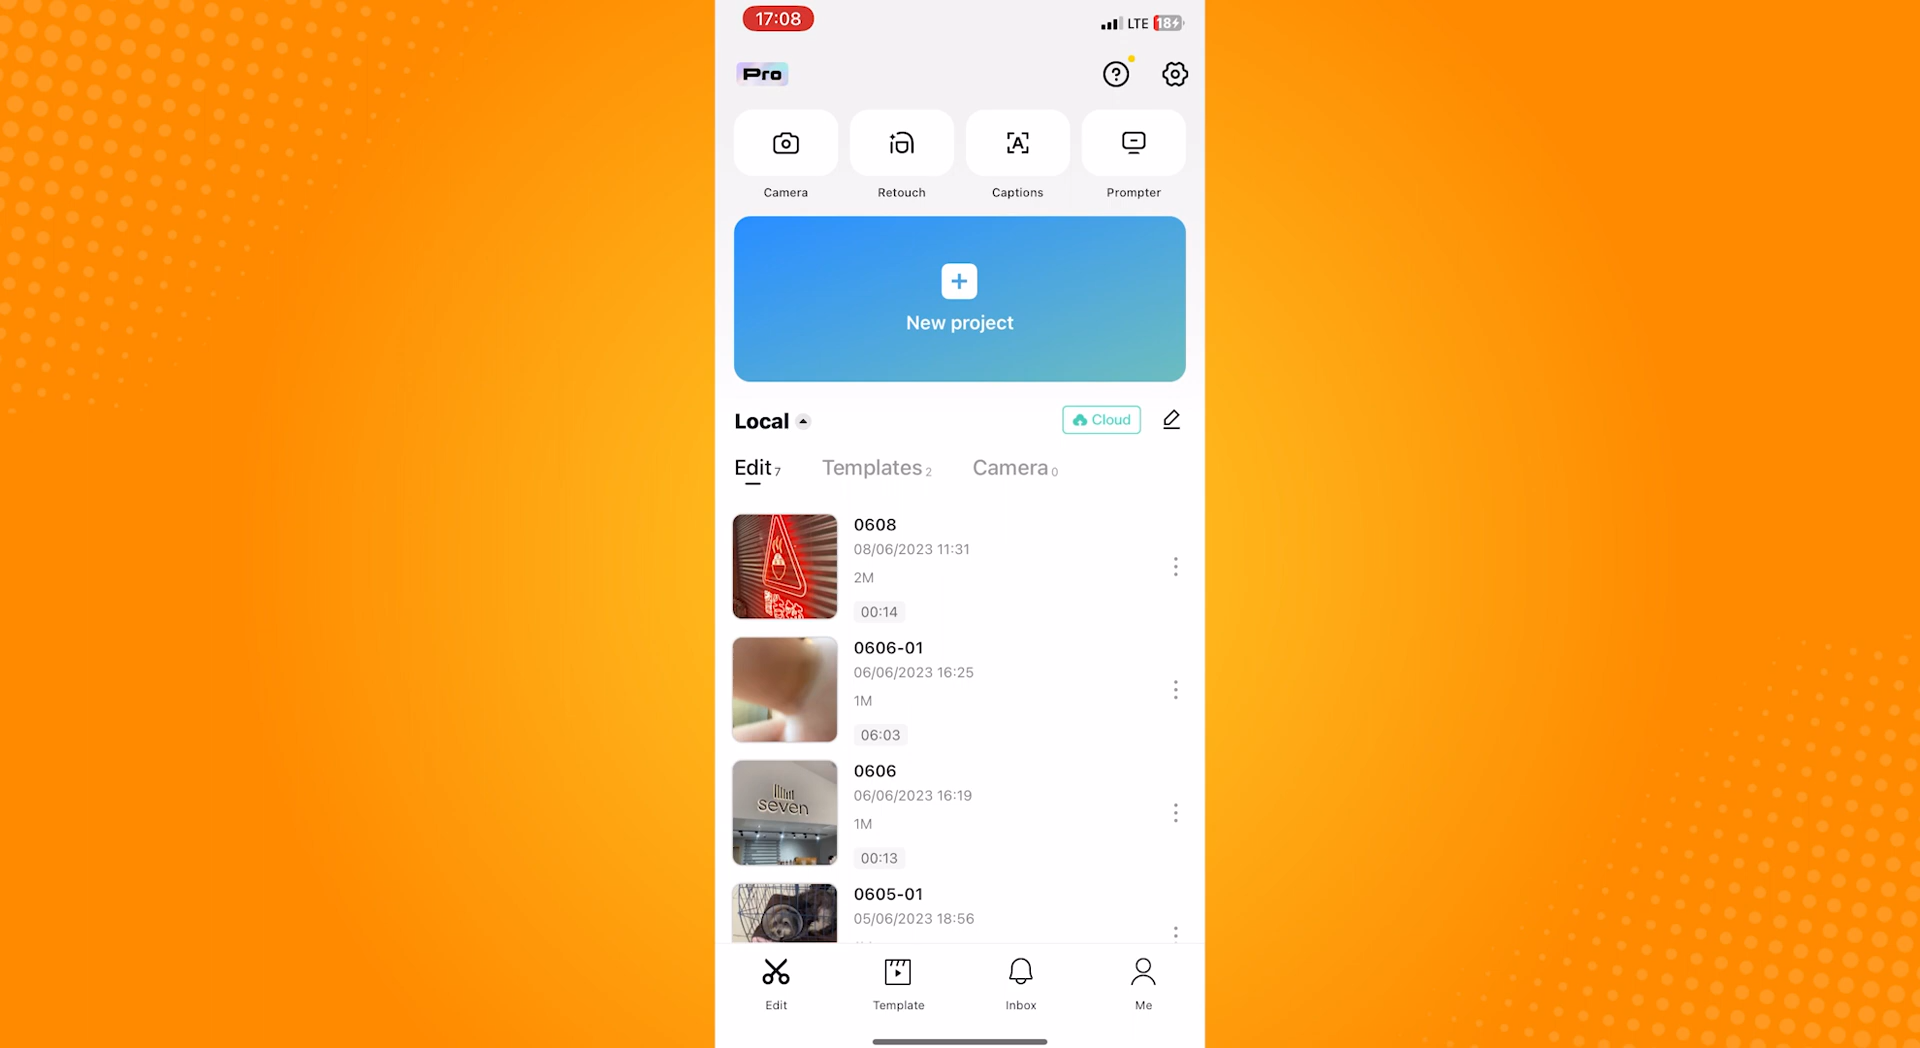 17:08
LTE 18
Pro
Camera
Retouch
Captions
Prompter
New project
Local
Cloud
Edit 7
Templates 2
Camera 0
0608
08/06/2023 11:31
2M
00:14
0606-01
06/06/2023 16:25
1M
06:03
seven
0606
06/06/2023 16:19
1M
00:13
0605-01
05/06/2023 18:56
Edit
Template
Inbox
Me